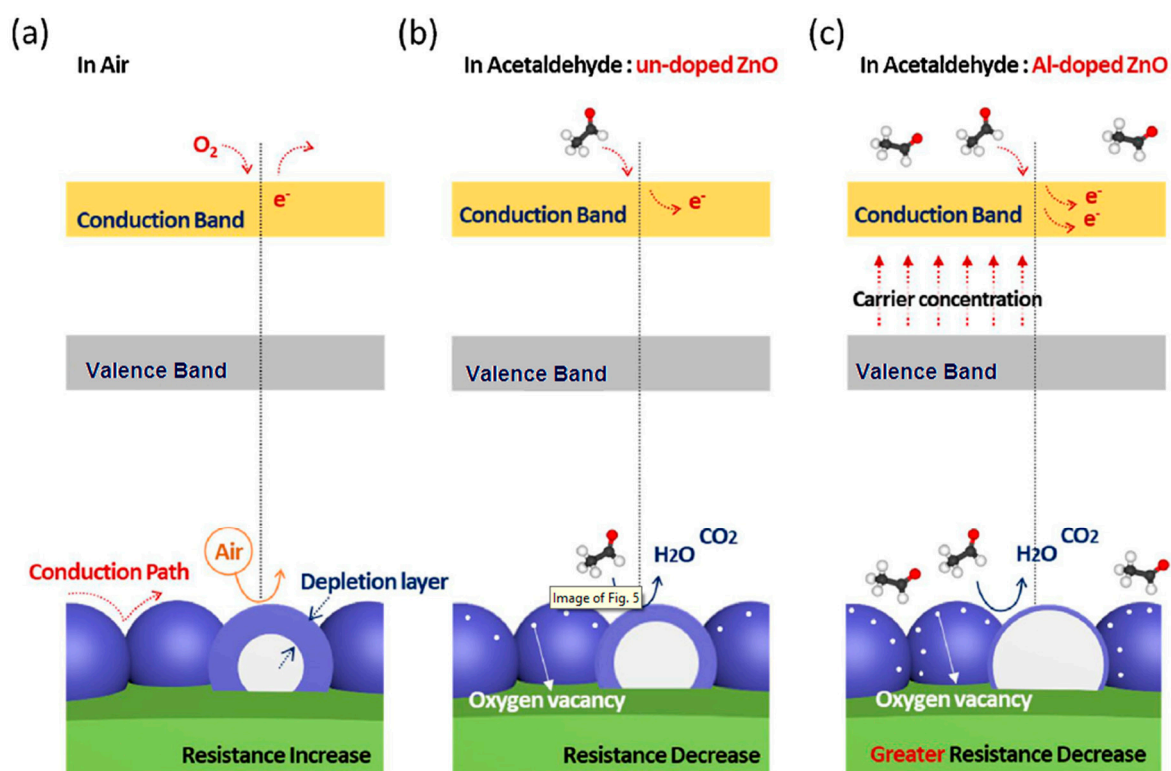 (a)
In Air
O₂
e⁻
Conduction Band
Valence Band
Air
Conduction Path
Depletion layer
Resistance Increase
(b)
In Acetaldehyde : un-doped ZnO
e⁻
Conduction Band
Valence Band
H2O CO₂
Image of Fig. 5
Oxygen vacancy
Resistance Decrease
(c)
In Acetaldehyde : Al-doped ZnO
e⁻
e⁻
Conduction Band
Carrier concentration
Valence Band
H2O CO₂
Oxygen vacancy
Greater Resistance Decrease